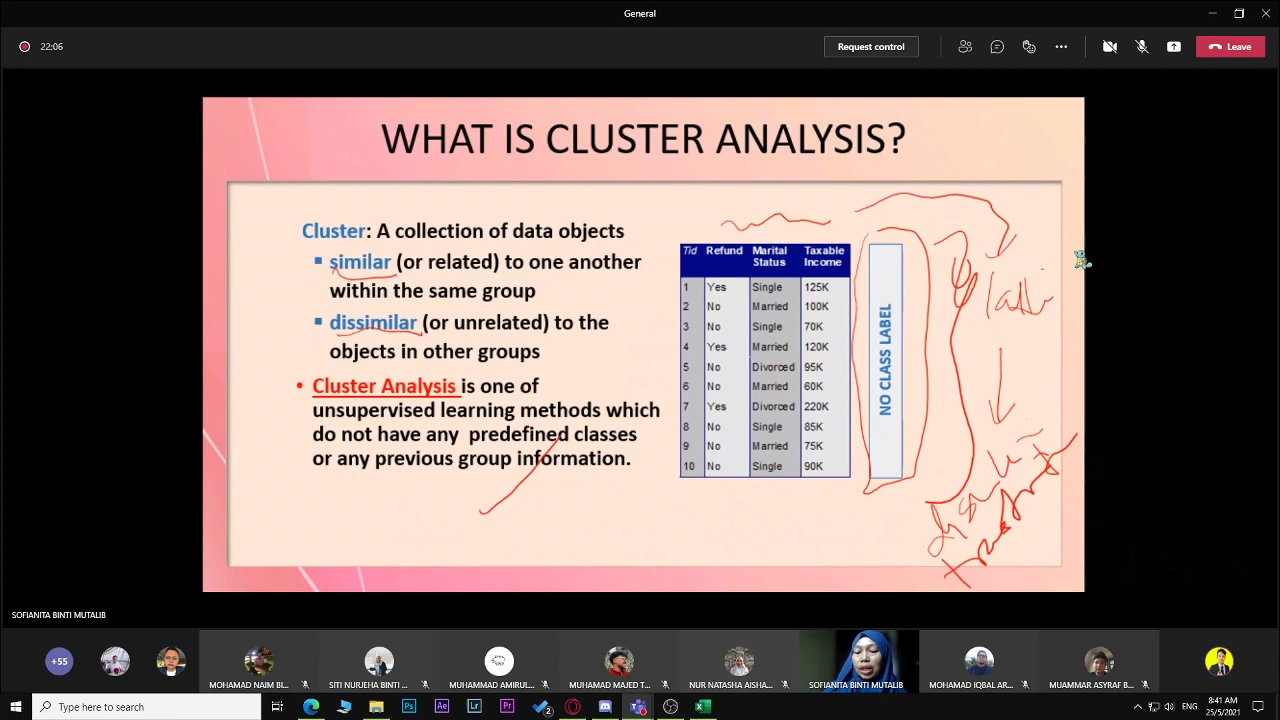 General
22:06
Request control
Leave
WHAT IS CLUSTER ANALYSIS?
Cluster: A collection of data objects
▪ similar (or related) to one another
within the same group
▪ dissimilar (or unrelated) to the
objects in other groups
• Cluster Analysis is one of
unsupervised learning methods which
do not have any predefined classes
or any previous group information.
Tid Refund Marital Status Taxable Income
1 Yes Single 125K
2 No Married 100K
3 No Single 70K
4 Yes Married 120K
5 No Divorced 95K
6 No Married 60K
7 Yes Divorced 220K
8 No Single 85K
9 No Married 75K
10 No Single 90K
NO CLASS LABEL
SOFIANITA BINTI MUTALIB
+55
MOHAMAD NAIM BI...
SITI NURJEHA BINTI ...
MUHAMMAD AMIRUL...
MUHAMAD MAJED T...
NUR NATASHA AISHA...
SOFIANITA BINTI MUTALIB
MOHAMAD IQBAL AR...
MUAMMAR ASYRAF B...
Type here to search
Ps
Ae
Lr
Pr
2
ENG
8:41 AM
25/5/2021